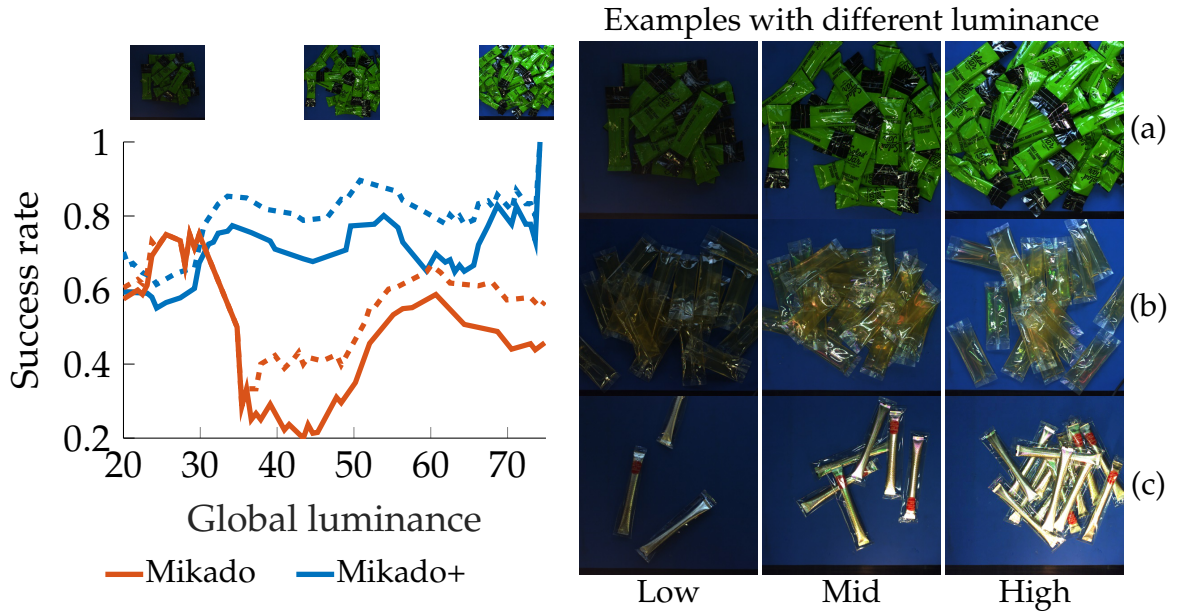 Examples with different luminance
(a)
(b)
(c)
Low
Mid
High
Success rate
1
0.8
0.6
0.4
0.2
20
30
40
50
60
70
Global luminance
Mikado
Mikado+